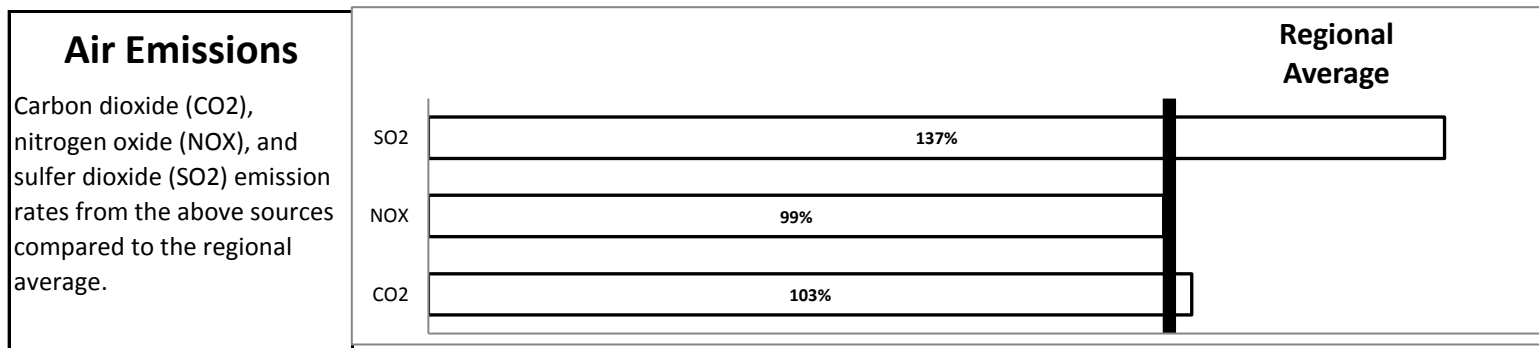 Air Emissions
Carbon dioxide (CO2),
nitrogen oxide (NOX), and
sulfer dioxide (SO2) emission
rates from the above sources
compared to the regional
average.
Regional
Average
SO2
137%
NOX
99%
CO2
103%